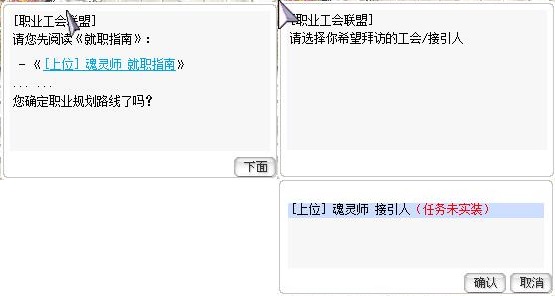 [职业工会联盟]
请您先阅读《就职指南》:
- 《[上位] 魂灵师 就职指南》
... ...
您确定职业规划路线了吗?
下面
[职业工会联盟]
请选择你希望拜访的工会/接引人
[上位] 魂灵师 接引人(任务未实装)
确认
取消